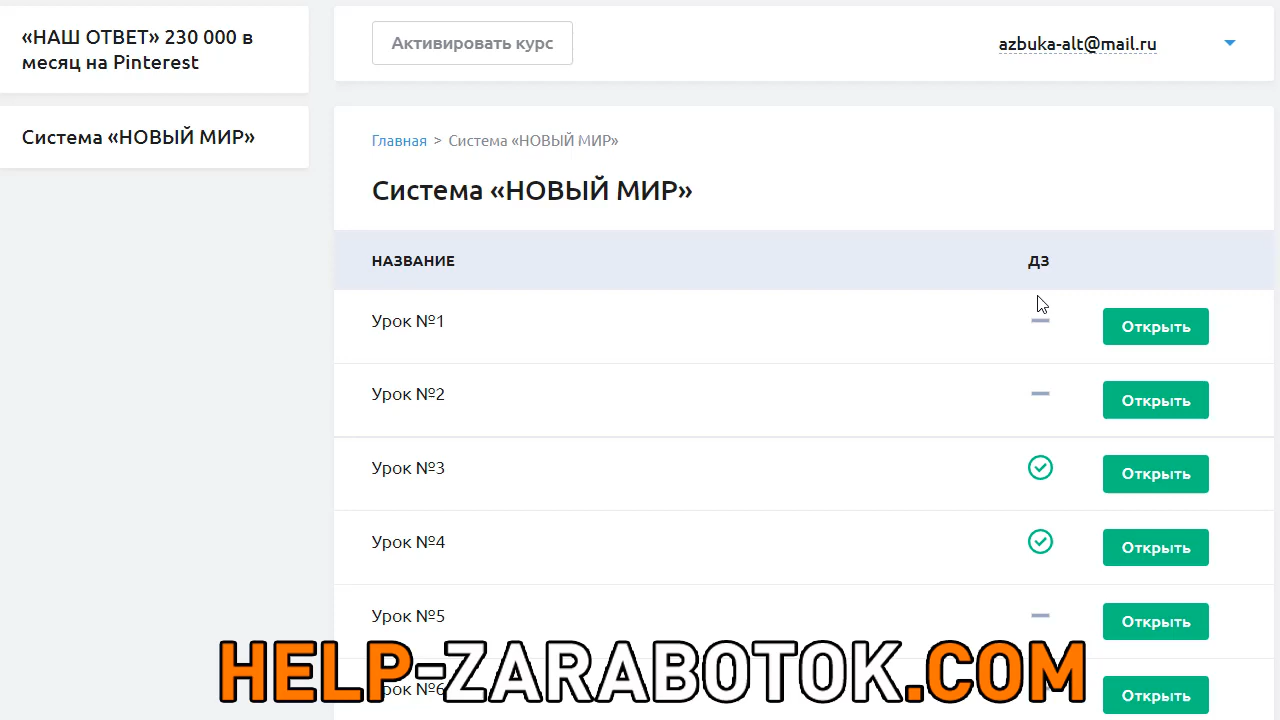 «НАШ ОТВЕТ» 230 000 в
месяц на Pinterest
Система «НОВЫЙ МИР»
Активировать курс
azbuka-alt@mail.ru
Главная > Система «НОВЫЙ МИР»
Система «НОВЫЙ МИР»
НАЗВАНИЕ ДЗ
Урок №1 Открыть
Урок №2 Открыть
Урок №3 Открыть
Урок №4 Открыть
Урок №5 Открыть
Урок №6 Открыть
HELP-ZARABOTOK.COM